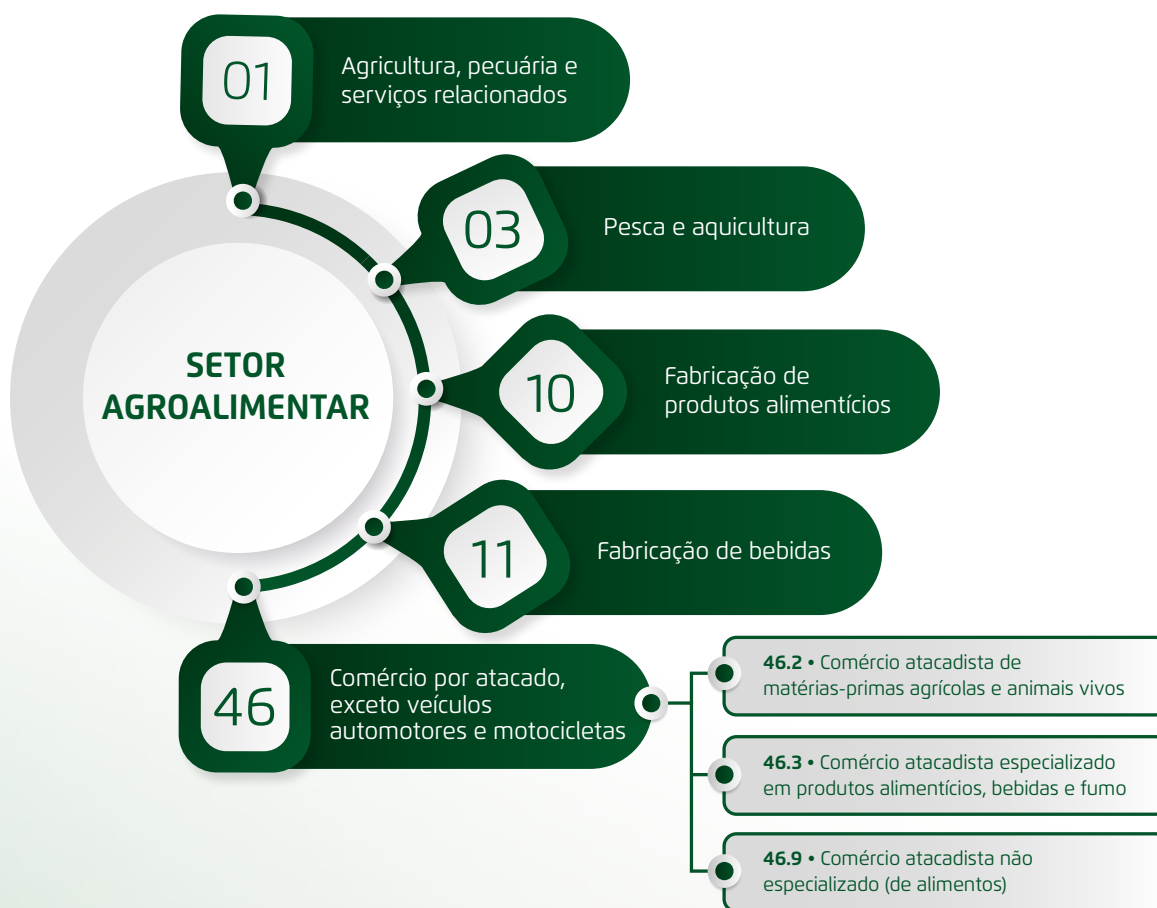 01
Agricultura, pecuária e
serviços relacionados
03
Pesca e aquicultura
SETOR
AGROALIMENTAR
10
Fabricação de
produtos alimentícios
11
Fabricação de bebidas
46
Comércio por atacado,
exceto veículos
automotores e motocicletas
46.2 • Comércio atacadista de
matérias-primas agrícolas e animais vivos
46.3 • Comércio atacadista especializado
em produtos alimentícios, bebidas e fumo
46.9 • Comércio atacadista não
especializado (de alimentos)